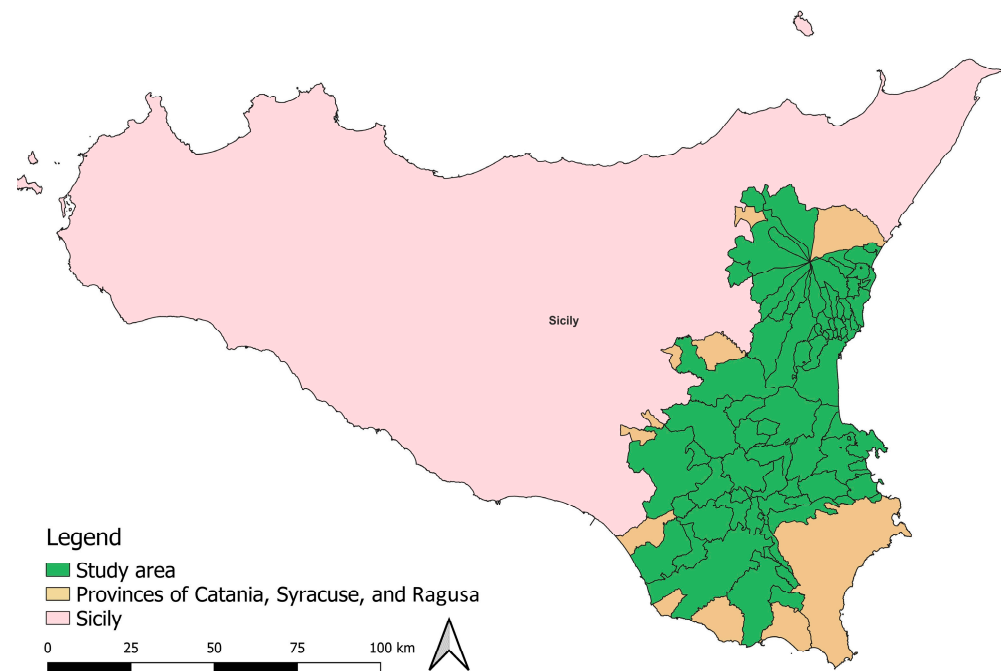 Sicily
Legend
Study area
Provinces of Catania, Syracuse, and Ragusa
Sicily
0 25 50 75 100 km